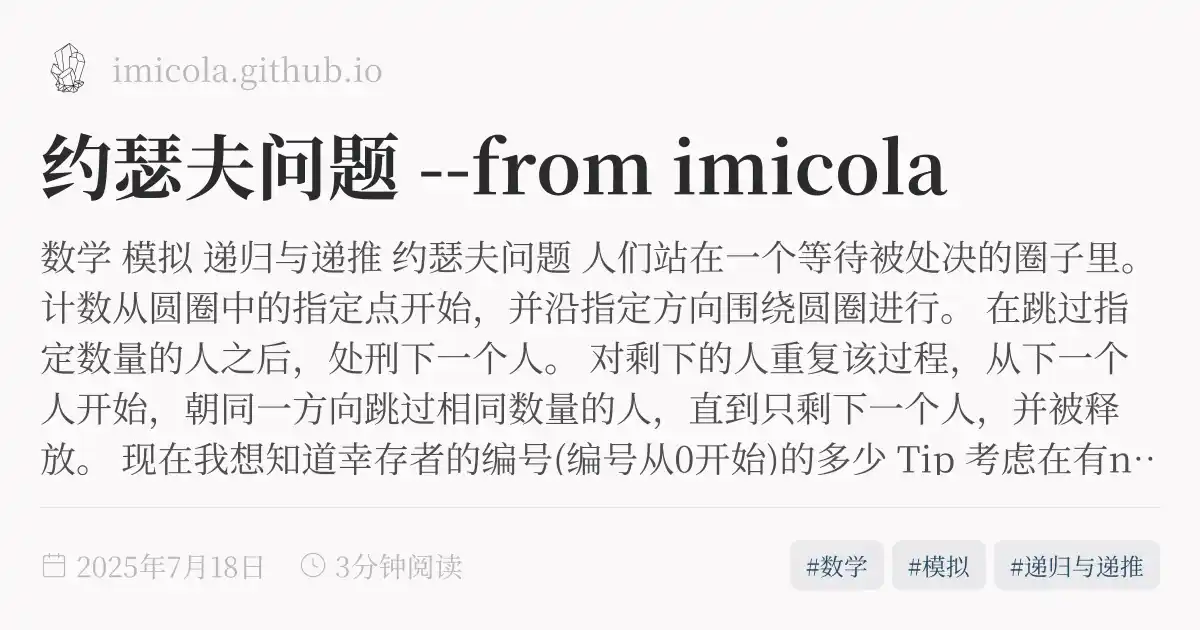 imicola.github.io
约瑟夫问题 --from imicola
数学 模拟 递归与递推 约瑟夫问题 人们站在一个等待被处决的圈子里。
计数从圆圈中的指定点开始，并沿指定方向围绕圆圈进行。 在跳过指
定数量的人之后，处刑下一个人。 对剩下的人重复该过程，从下一个
人开始，朝同一方向跳过相同数量的人，直到只剩下一个人，并被释
放。 现在我想知道幸存者的编号(编号从0开始)的多少 Tip 考虑在有n…
2025年7月18日 3分钟阅读 #数学 #模拟 #递归与递推